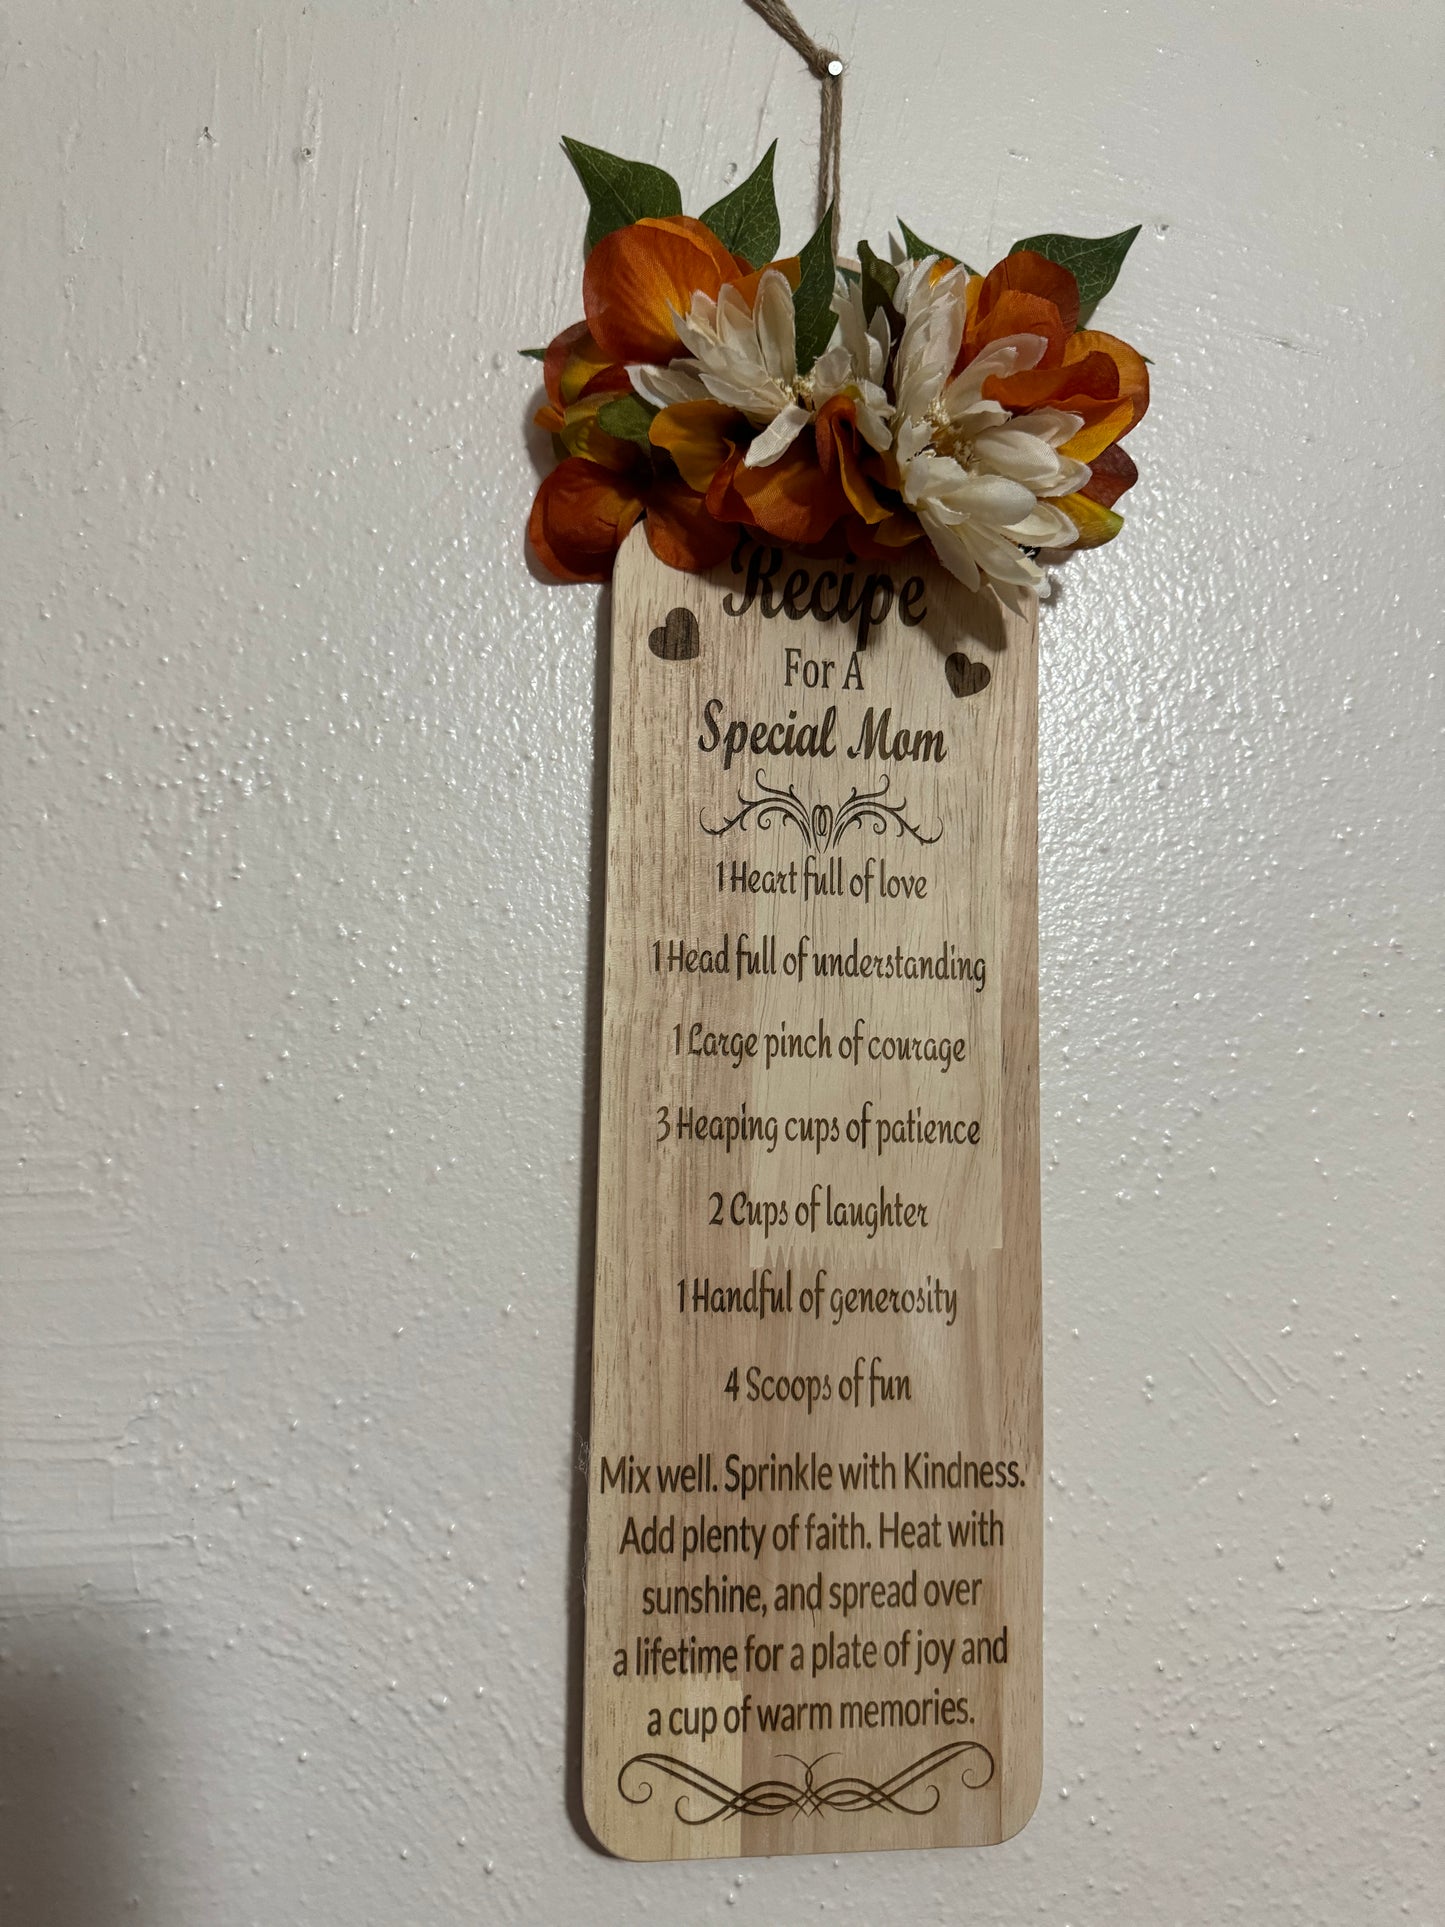 Recipe
For A
Special Mom
1 Heart full of love
1 Head full of understanding
1 Large pinch of courage
3 Heaping cups of patience
2 Cups of laughter
1 Handful of generosity
4 Scoops of fun
Mix well. Sprinkle with Kindness.
Add plenty of faith. Heat with
sunshine, and spread over
a lifetime for a plate of joy and
a cup of warm memories.